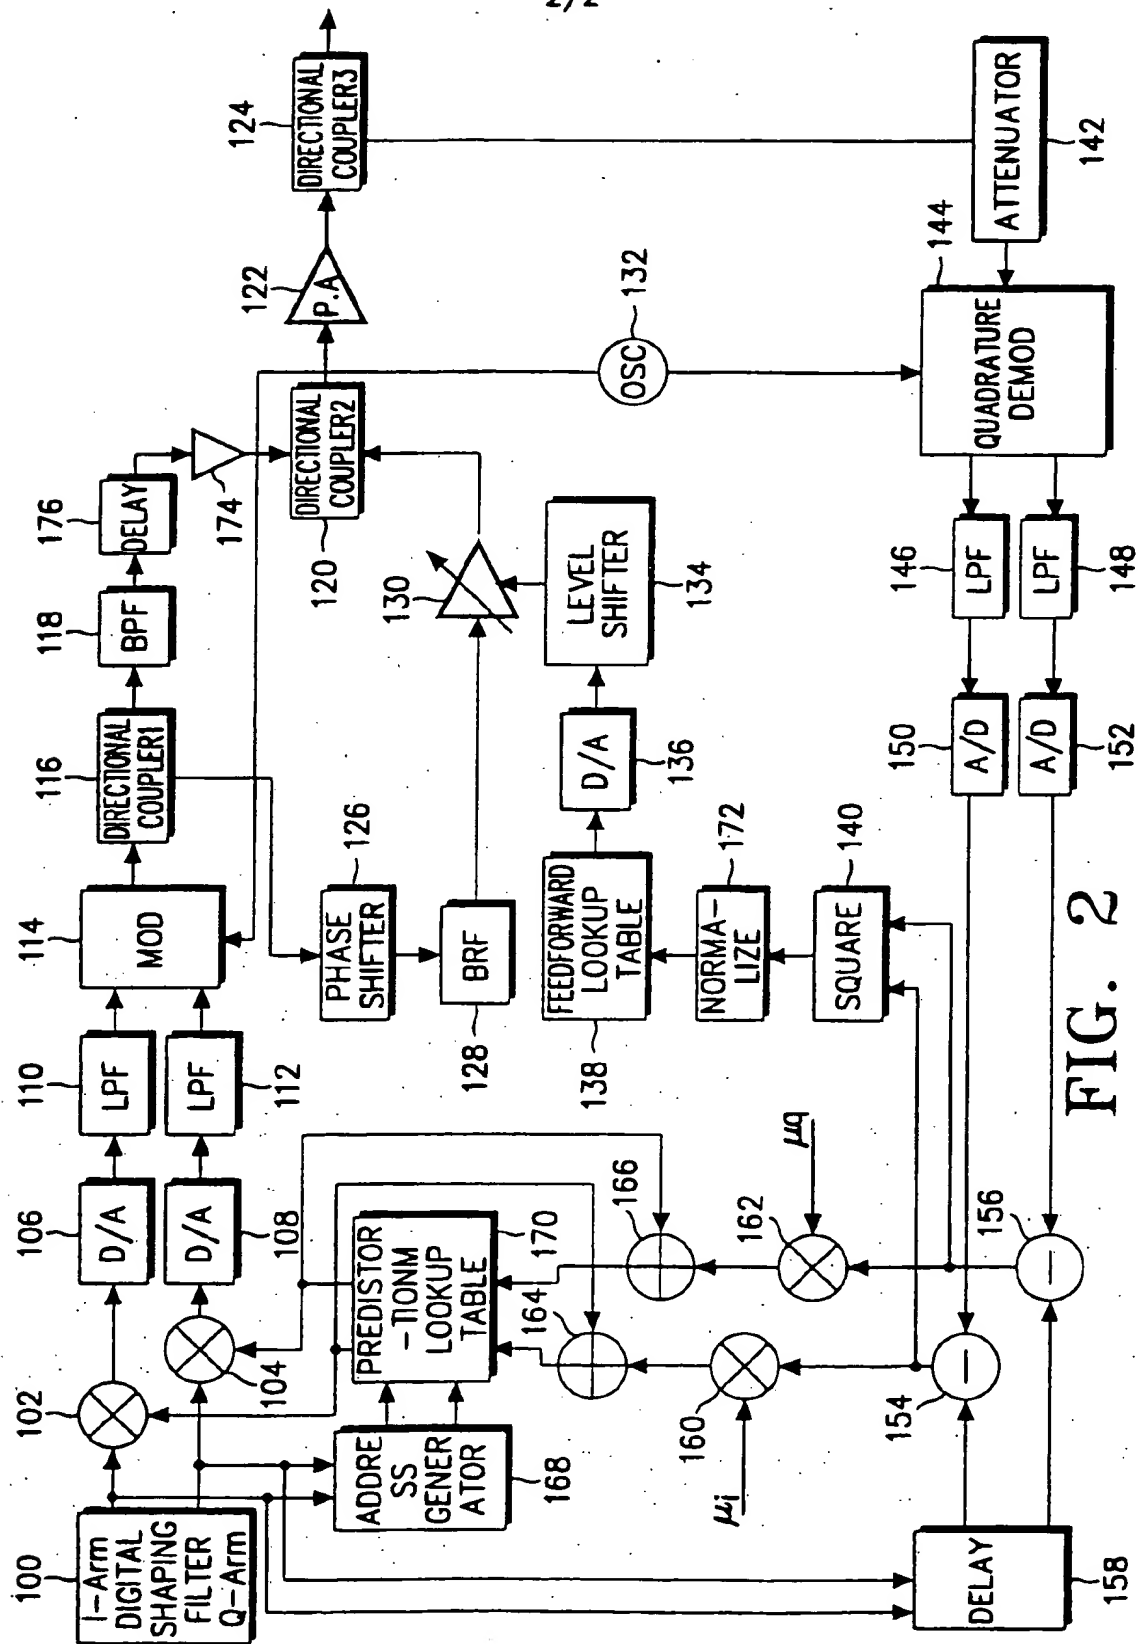 2/2
100
I-Arm
DIGITAL
SHAPING
FILTER
Q-Arm
102
104
106
D/A
D/A
108
110
LPF
LPF
112
114
MOD
116
DIRECTIONAL
COUPLER1
118
BPF
176
DELAY
174
DIRECTIONAL
COUPLER2
120
122
P.A
124
DIRECTIONAL
COUPLER3
ADDRE
SS
GENER
ATOR
168
PREDISTOR
-TIONM
LOOKUP
TABLE
170
PHASE
SHIFTER
126
BRF
128
130
OSC
132
164
166
FEEDFORWARD
LOOKUP
TABLE
138
D/A
136
LEVEL
SHIFTER
134
μi
160
162
μq
NORMA-
LIZE
172
SQUARE
140
DELAY
158
154
156
150
A/D
A/D
152
146
LPF
LPF
148
144
QUADRATURE
DEMOD
ATTENUATOR
142
FIG. 2